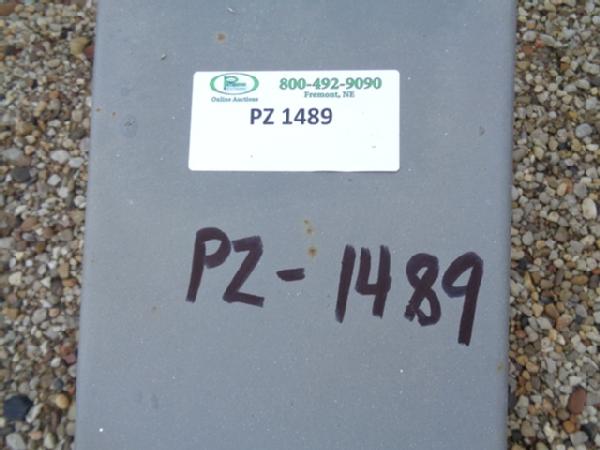 800-492-9090
Fremont, NE
Online Auctions
PZ 1489
PZ-1489